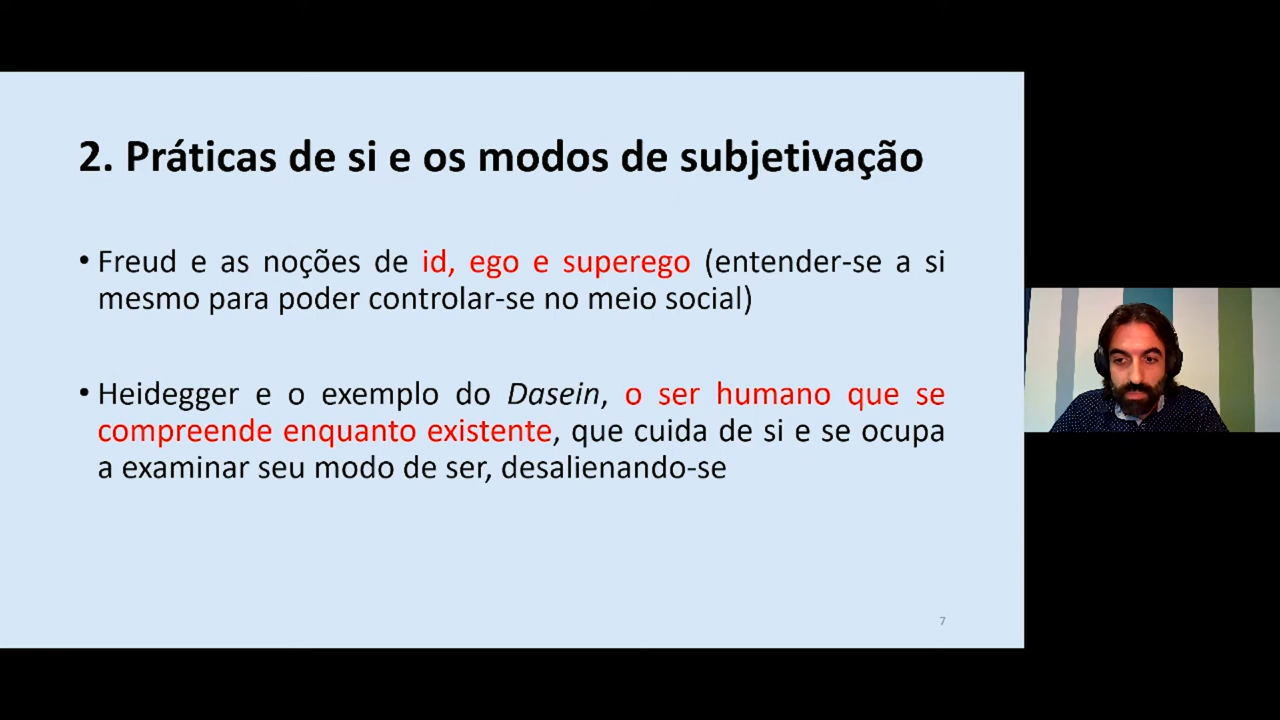 2. Práticas de si e os modos de subjetivação
• Freud e as noções de id, ego e superego (entender-se a si
mesmo para poder controlar-se no meio social)
• Heidegger e o exemplo do Dasein, o ser humano que se
compreende enquanto existente, que cuida de si e se ocupa
a examinar seu modo de ser, desalienando-se
7